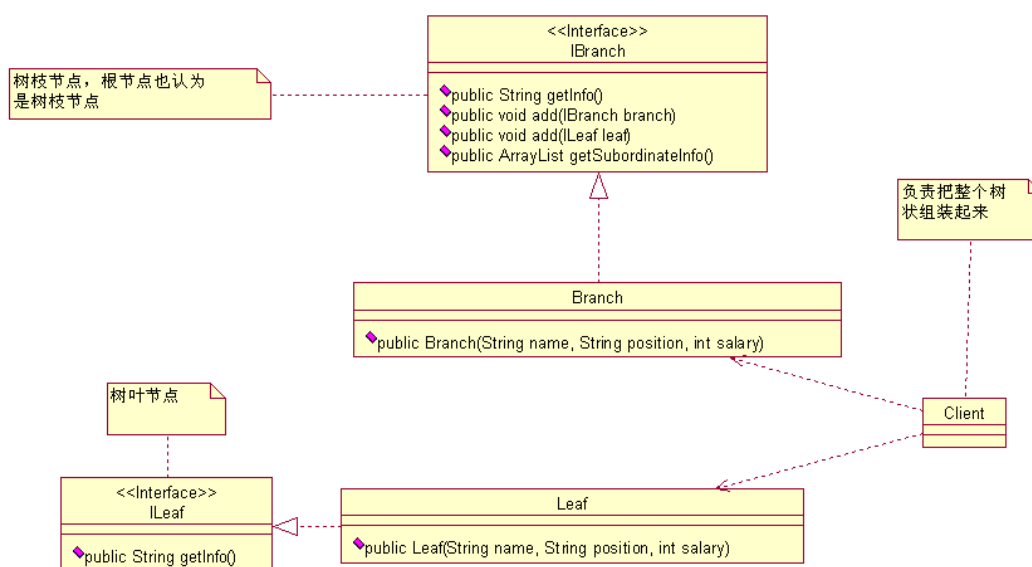 <<Interface>>
IBranch
public String getInfo()
public void add(IBranch branch)
public void add(ILeaf leaf)
public ArrayList getSubordinateInfo()
树枝节点，根节点也认为
是树枝节点
负责把整个树
状组装起来
Branch
public Branch(String name, String position, int salary)
树叶节点
Client
<<Interface>>
ILeaf
public String getInfo()
Leaf
public Leaf(String name, String position, int salary)